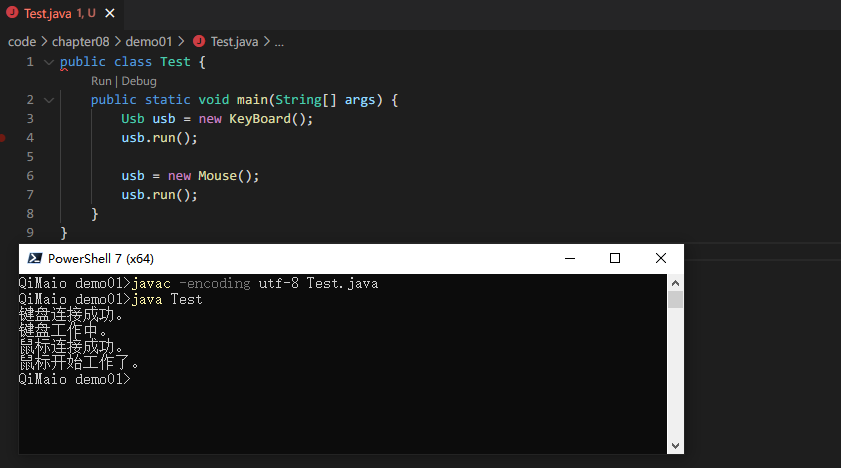 Test.java 1, U
code > chapter08 > demo01 > Test.java > ...
1 public class Test {
Run | Debug
2 public static void main(String[] args) {
3 Usb usb = new KeyBoard();
4 usb.run();
5
6 usb = new Mouse();
7 usb.run();
8 }
9 }
PowerShell 7 (x64)
QiMaio demo01>javac -encoding utf-8 Test.java
QiMaio demo01>java Test
键盘连接成功。
键盘工作中。
鼠标连接成功。
鼠标开始工作了。
QiMaio demo01>